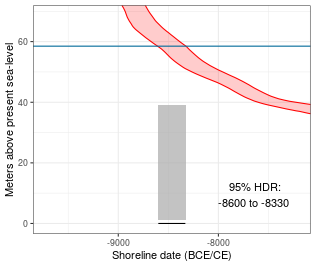 Meters above present sea-level
60
40
20
0
95% HDR:
-8600 to -8330
-9000
-8000
Shoreline date (BCE/CE)